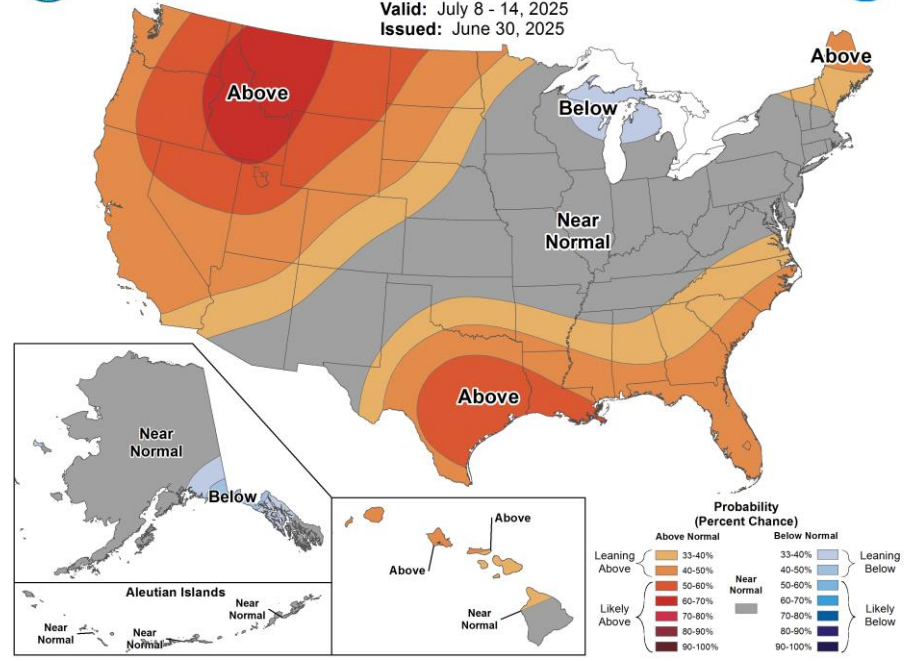 Valid: July 8 - 14, 2025
Issued: June 30, 2025
Above
Above
Below
Near
Normal
Above
Near
Normal
Below
Aleutian Islands
Near
Normal
Near
Normal
Near
Normal
Above
Above
Near
Normal
Probability
(Percent Chance)
Above Normal
Below Normal
Leaning
Above
33-40%
40-50%
Likely
Above
50-60%
60-70%
70-80%
80-90%
90-100%
Near
Normal
33-40%
40-50%
Leaning
Below
50-60%
60-70%
70-80%
80-90%
90-100%
Likely
Below